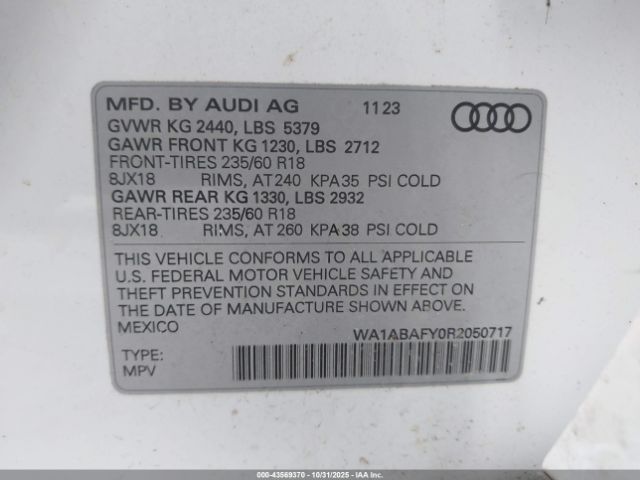 MFD. BY AUDI AG 11 23
GVWR KG 2440, LBS 5379
GAWR FRONT KG 1230, LBS 2712
FRONT-TIRES 235/60 R18
8JX18 RIMS, AT 240 KPA 35 PSI COLD
GAWR REAR KG 1330, LBS 2932
REAR-TIRES 235/60 R18
8JX18 RIMS, AT 260 KPA 38 PSI COLD
THIS VEHICLE CONFORMS TO ALL APPLICABLE
U.S. FEDERAL MOTOR VEHICLE SAFETY AND
THEFT PREVENTION STANDARDS IN EFFECT ON
THE DATE OF MANUFACTURE SHOWN ABOVE.
MEXICO WA1ABAFY0R2050717
TYPE:
MPV
000-43569370 - 10/31/2025 - IAAI.COM